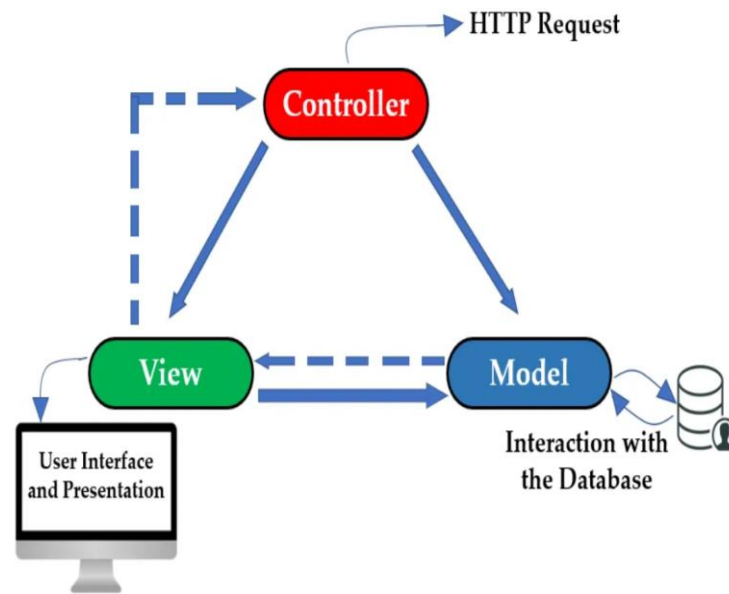 HTTP Request
Controller
View
Model
User Interface
and Presentation
Interaction with
the Database